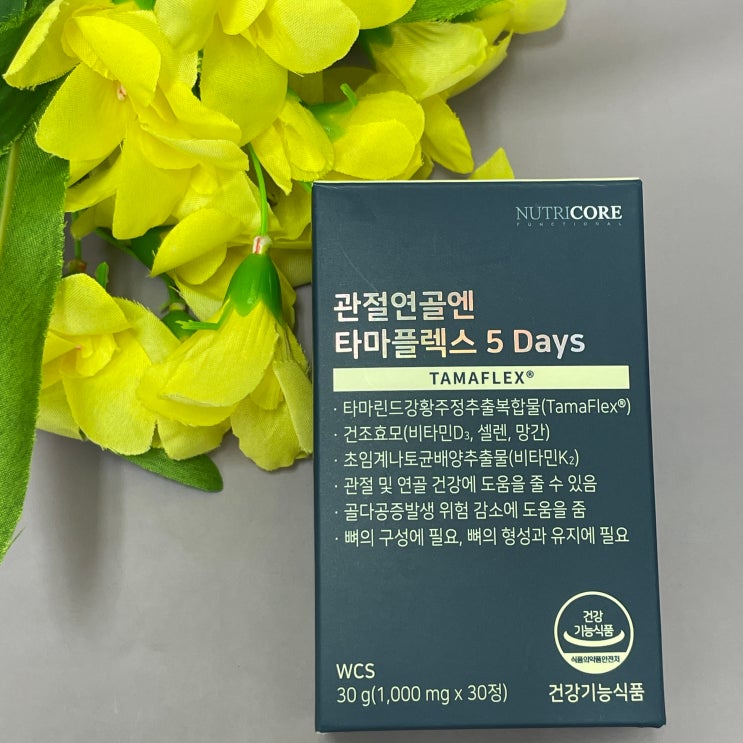 NUTRICORE
FUNCTIONAL
관절연골엔
타마플렉스 5 Days
TAMAFLEX®
· 타마린드강황주정추출복합물(TamaFlex®)
· 건조효모(비타민D₃, 셀렌, 망간)
· 초임계나토균배양추출물(비타민K₂)
· 관절 및 연골 건강에 도움을 줄 수 있음
· 골다공증발생 위험 감소에 도움을 줌
· 뼈의 구성에 필요, 뼈의 형성과 유지에 필요
건강
기능식품
식품의약품안전처
WCS
30 g(1,000 mg x 30정)
건강기능식품